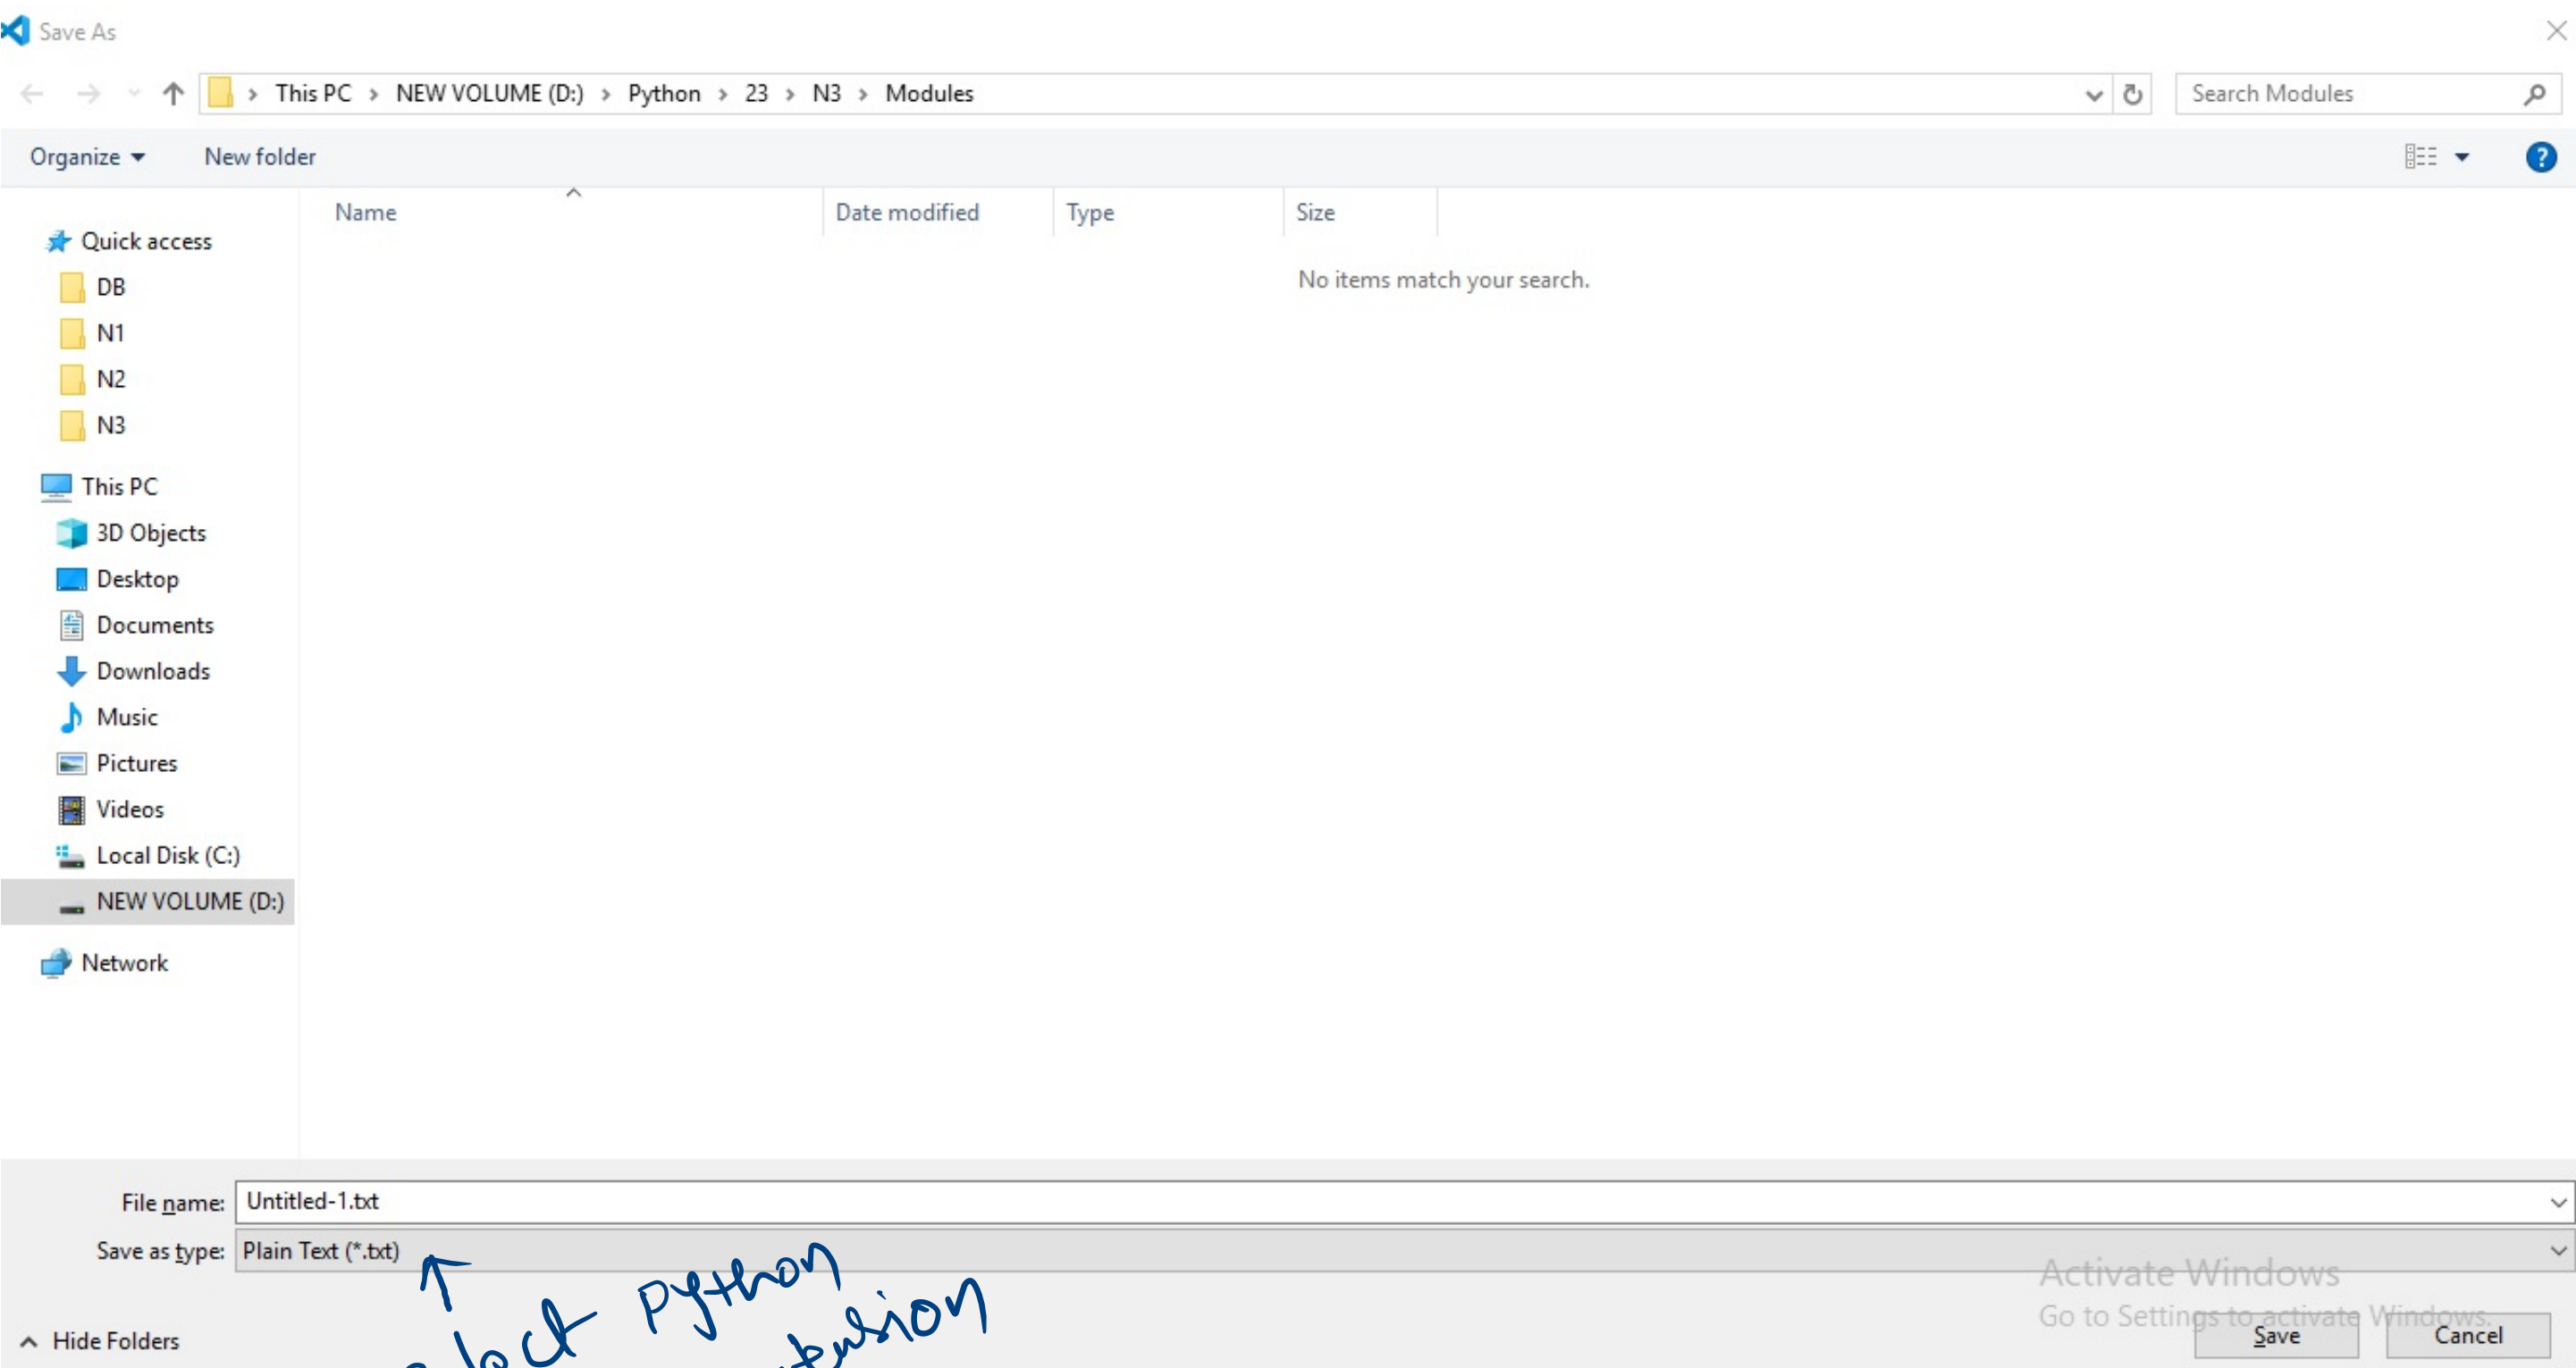 Save As
This PC > NEW VOLUME (D:) > Python > 23 > N3 > Modules
Search Modules
Organize
New folder
Name
Date modified
Type
Size
No items match your search.
Quick access
DB
N1
N2
N3
This PC
3D Objects
Desktop
Documents
Downloads
Music
Pictures
Videos
Local Disk (C:)
NEW VOLUME (D:)
Network
File name: Untitled-1.txt
Save as type: Plain Text (*.txt)
Python
Activate Windows
Go to Settings to activate Windows.
Hide Folders
Save
Cancel